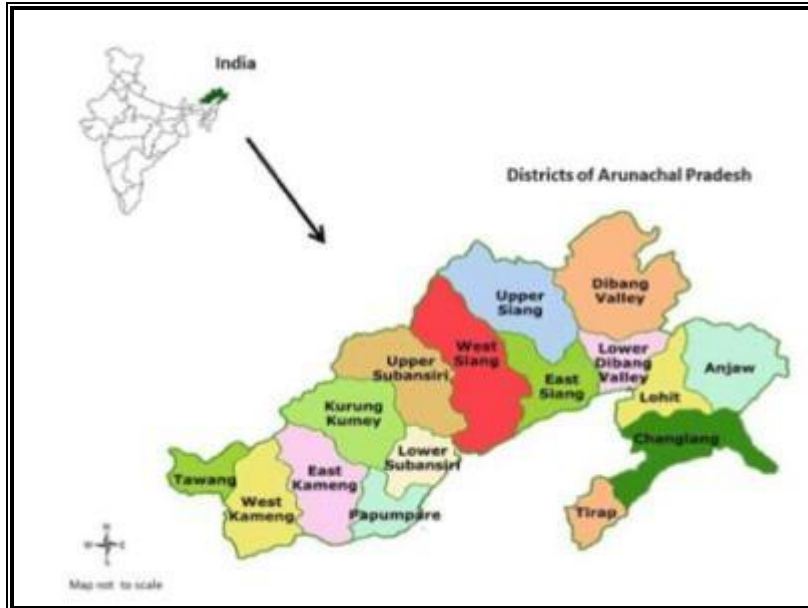 India
Districts of Arunachal Pradesh
Dibang
Valley
Upper
Siang
West
Siang
Lower
Dibang
Valley
Anjaw
Upper
Subansiri
East
Siang
Lohit
Kurung
Kumey
Changlang
Lower
Subansiri
Tawang
East
Kameng
West
Kameng
Papumpare
Tirap
N
W
E
S
Map not to scale